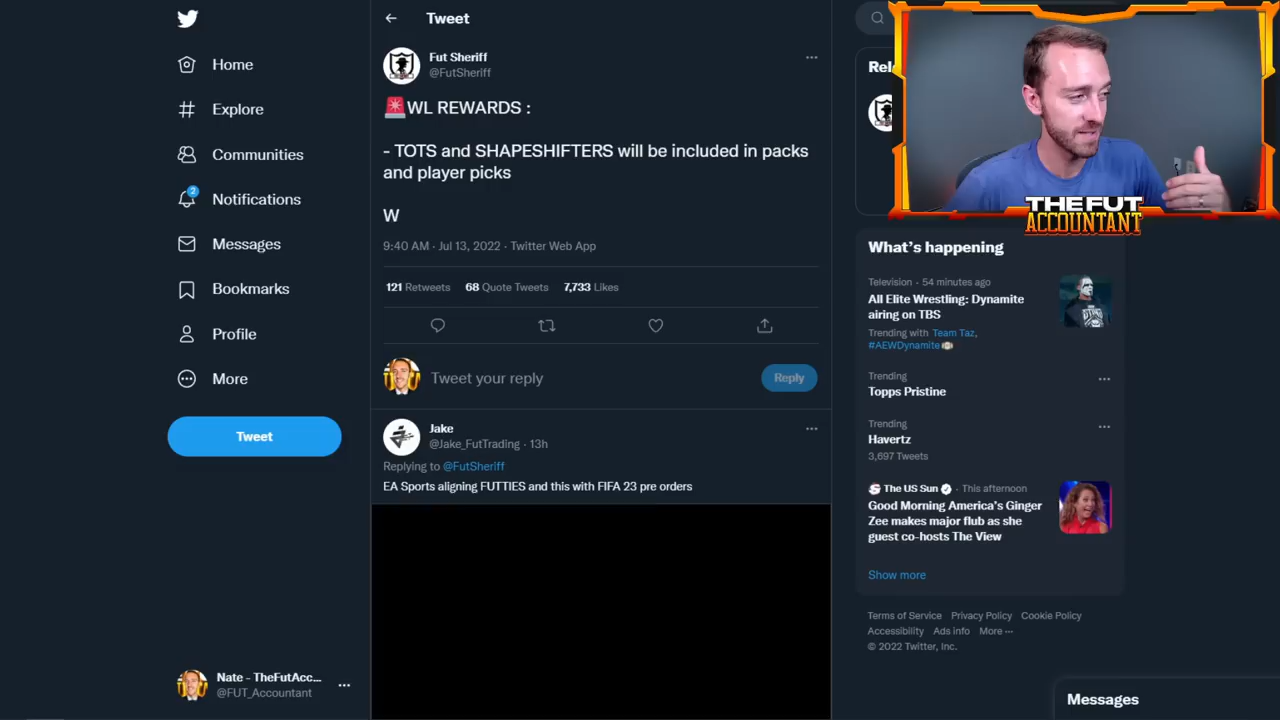 Home
Explore
Communities
2
Notifications
Messages
Bookmarks
Profile
More
Tweet
Nate - TheFutAcc...
@FUT_Accountant
Tweet
Fut Sheriff
@FutSheriff
🚨WL REWARDS :
- TOTS and SHAPESHIFTERS will be included in packs
and player picks
W
9:40 AM · Jul 13, 2022 · Twitter Web App
121 Retweets 68 Quote Tweets 7,733 Likes
Tweet your reply
Reply
Jake
@Jake_FutTrading · 13h
Replying to @FutSheriff
EA Sports aligning FUTTIES and this with FIFA 23 pre orders
THE FUT
ACCOUNTANT
What's happening
Television · 54 minutes ago
All Elite Wrestling: Dynamite
airing on TBS
Trending with Team Taz,
#AEWDynamite
Trending
Topps Pristine
Trending
Havertz
3,697 Tweets
The US Sun · This afternoon
Good Morning America's Ginger
Zee makes major flub as she
guest co-hosts The View
Show more
Terms of Service Privacy Policy Cookie Policy
Accessibility Ads info More ···
© 2022 Twitter, Inc.
Messages